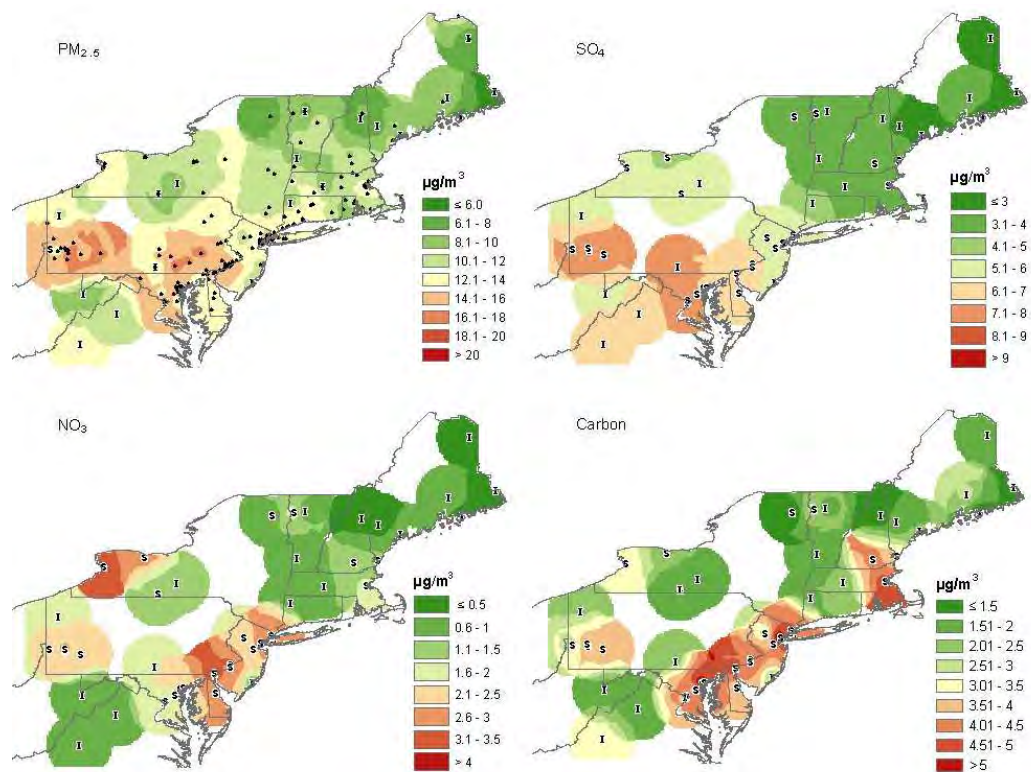 PM2.5
µg/m3
≤ 6.0
6.1 - 8
8.1 - 10
10.1 - 12
12.1 - 14
14.1 - 16
16.1 - 18
18.1 - 20
> 20
SO4
µg/m3
≤ 3
3.1 - 4
4.1 - 5
5.1 - 6
6.1 - 7
7.1 - 8
8.1 - 9
> 9
NO3
µg/m3
≤ 0.5
0.6 - 1
1.1 - 1.5
1.6 - 2
2.1 - 2.5
2.6 - 3
3.1 - 3.5
> 4
Carbon
µg/m3
≤ 1.5
1.51 - 2
2.01 - 2.5
2.51 - 3
3.01 - 3.5
3.51 - 4
4.01 - 4.5
4.51 - 5
> 5